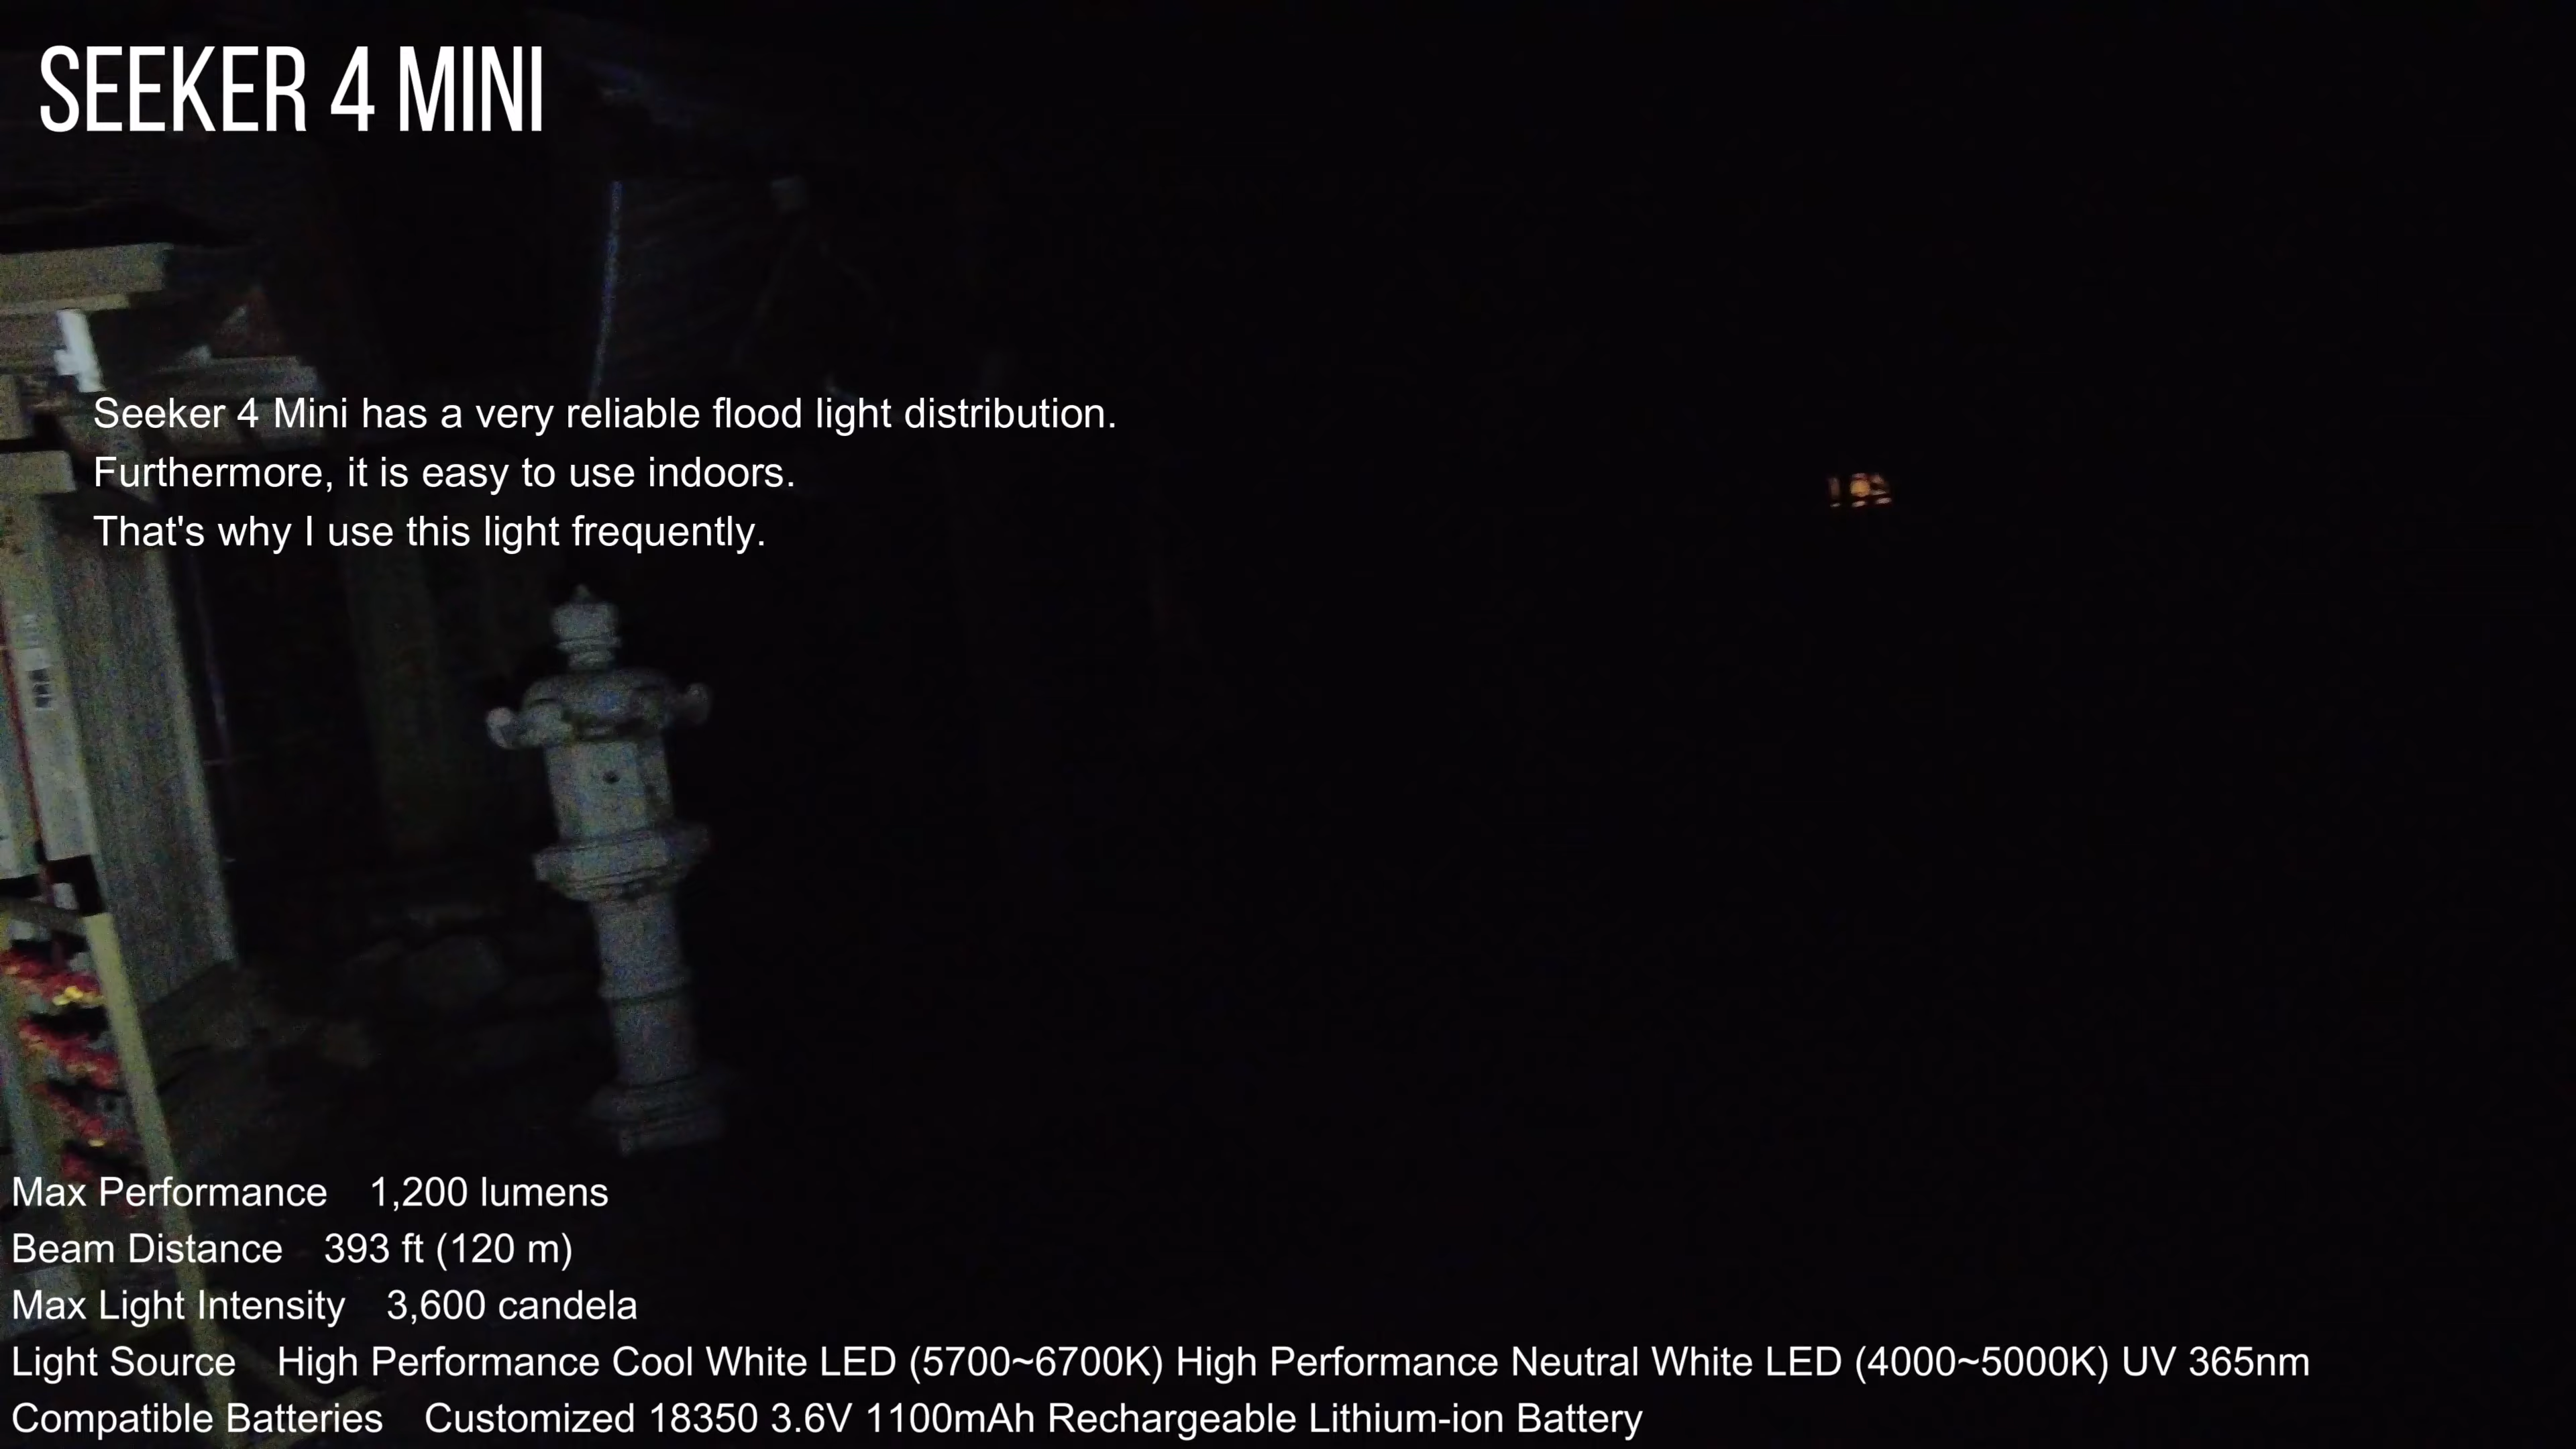 SEEKER 4 MINI
Seeker 4 Mini has a very reliable flood light distribution.
Furthermore, it is easy to use indoors.
That's why I use this light frequently.
Max Performance 1,200 lumens
Beam Distance 393 ft (120 m)
Max Light Intensity 3,600 candela
Light Source High Performance Cool White LED (5700~6700K) High Performance Neutral White LED (4000~5000K) UV 365nm
Compatible Batteries Customized 18350 3.6V 1100mAh Rechargeable Lithium-ion Battery